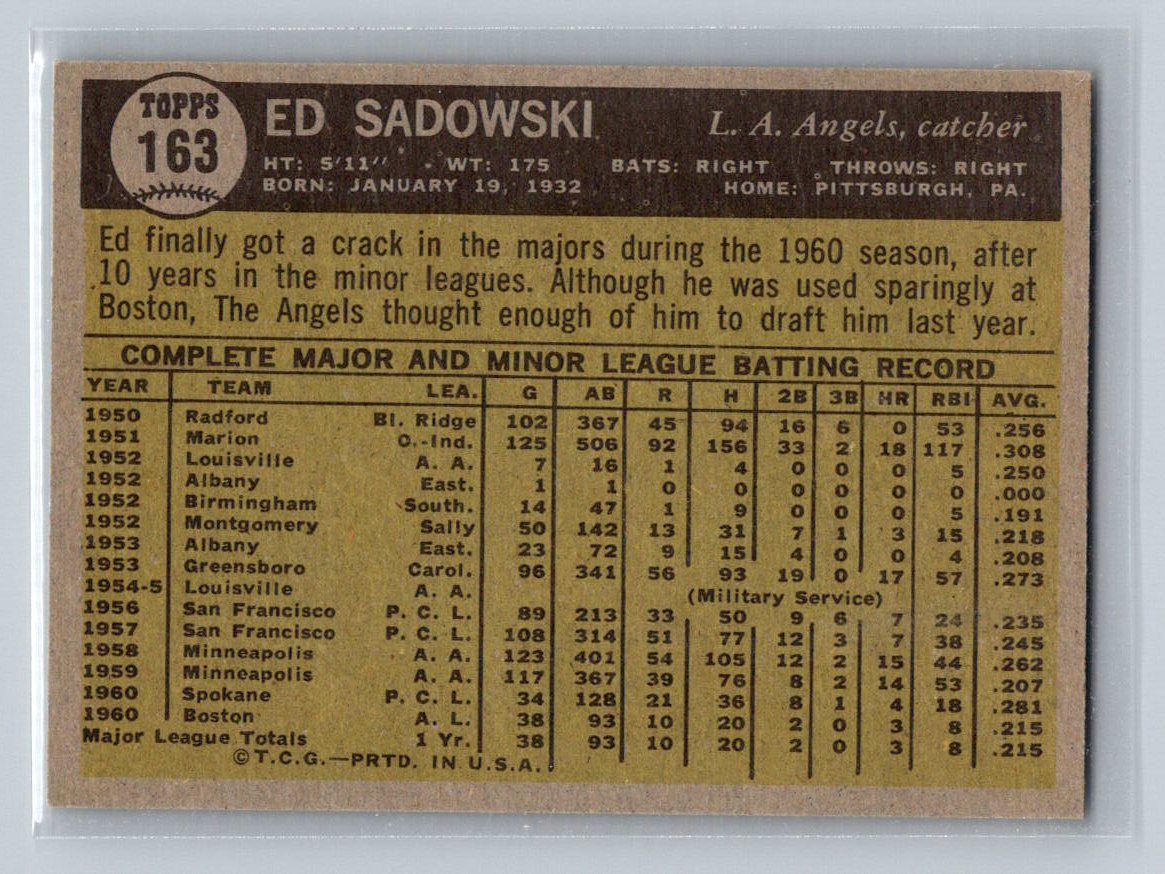 TOPPS
163
ED SADOWSKI
L. A. Angels, catcher
HT: 5'11" . WT: 175 BATS: RIGHT THROWS: RIGHT
BORN: JANUARY 19, 1932 HOME: PITTSBURGH, PA.
Ed finally got a crack in the majors during the 1960 season, after
10 years in the minor leagues. Although he was used sparingly at
Boston, The Angels thought enough of him to draft him last year.
COMPLETE MAJOR AND MINOR LEAGUE BATTING RECORD
YEAR TEAM LEA. G AB R H 2B 3B HR RBI AVG.
1950 Radford Bl. Ridge 102 367 45 94 16 6 0 53 .256
1951 Marion O.-Ind. 125 506 92 156 33 2 18 117 .308
1952 Louisville A. A. 7 16 1 4 0 0 0 5 .250
1952 Albany East. 1 1 0 0 0 0 0 0 .000
1952 Birmingham South. 14 47 1 9 0 0 0 5 .191
1952 Montgomery Sally 50 142 13 31 7 1 3 15 .218
1953 Albany East. 23 72 9 15 4 0 0 4 .208
1953 Greensboro Carol. 96 341 56 93 19 0 17 57 .273
1954-5 Louisville A. A. (Military Service)
1956 San Francisco P. C. L. 89 213 33 50 9 6 7 24 .235
1957 San Francisco P. C. L. 108 314 51 77 12 3 7 38 .245
1958 Minneapolis A. A. 123 401 54 105 12 2 15 44 .262
1959 Minneapolis A. A. 117 367 39 76 8 2 14 53 .207
1960 Spokane P. C. L. 34 128 21 36 8 1 4 18 .281
1960 Boston A. L. 38 93 10 20 2 0 3 8 .215
Major League Totals 1 Yr. 38 93 10 20 2 0 3 8 .215
©T.C.G.—PRTD. IN U.S.A.